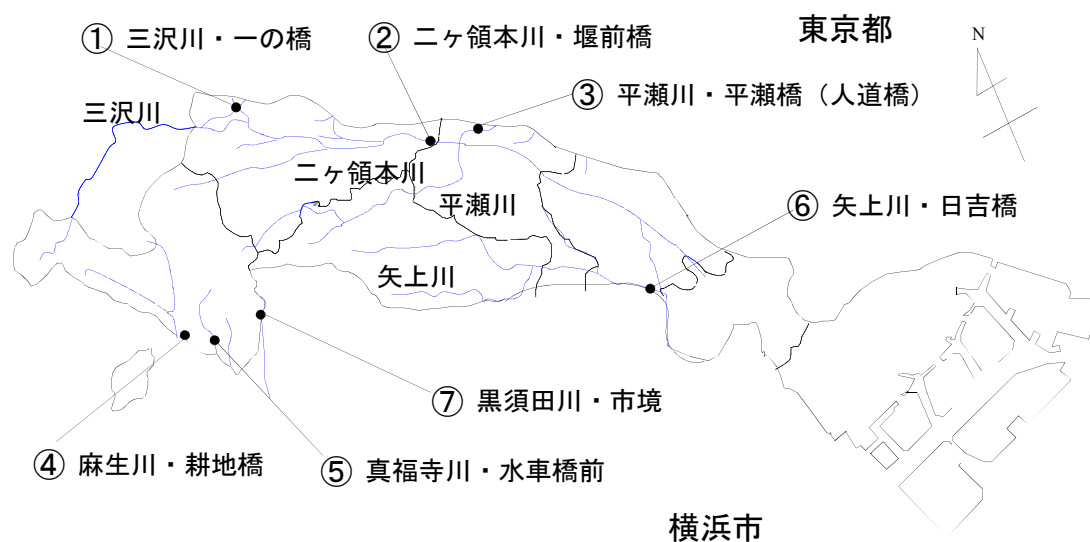 東京都
① 三沢川・一の橋
② 二ヶ領本川・堰前橋
N
③ 平瀬川・平瀬橋（人道橋）
三沢川
二ヶ領本川
平瀬川
⑥ 矢上川・日吉橋
矢上川
⑦ 黒須田川・市境
④ 麻生川・耕地橋
⑤ 真福寺川・水車橋前
横浜市